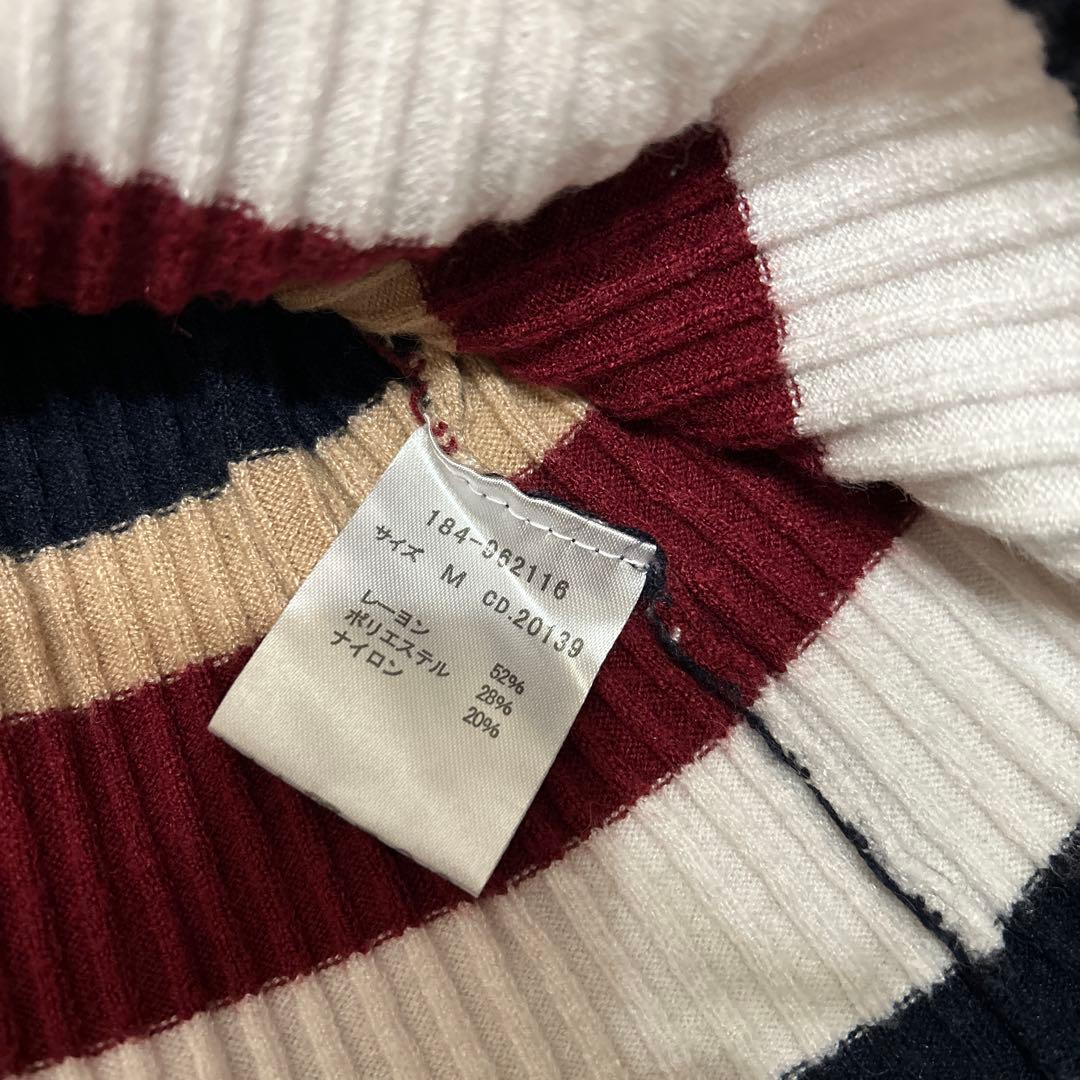 184-962116
サイズ M CD.20139
レーヨン 52%
ポリエステル 28%
ナイロン 20%